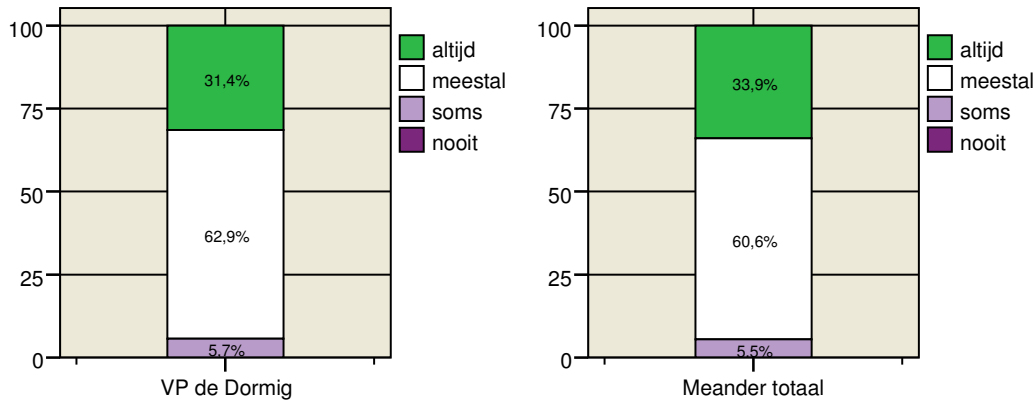 100
75
50
25
0
31,4%
62,9%
5,7%
VP de Dormig
altijd
meestal
soms
nooit
100
75
50
25
0
33,9%
60,6%
5,5%
Meander totaal
altijd
meestal
soms
nooit